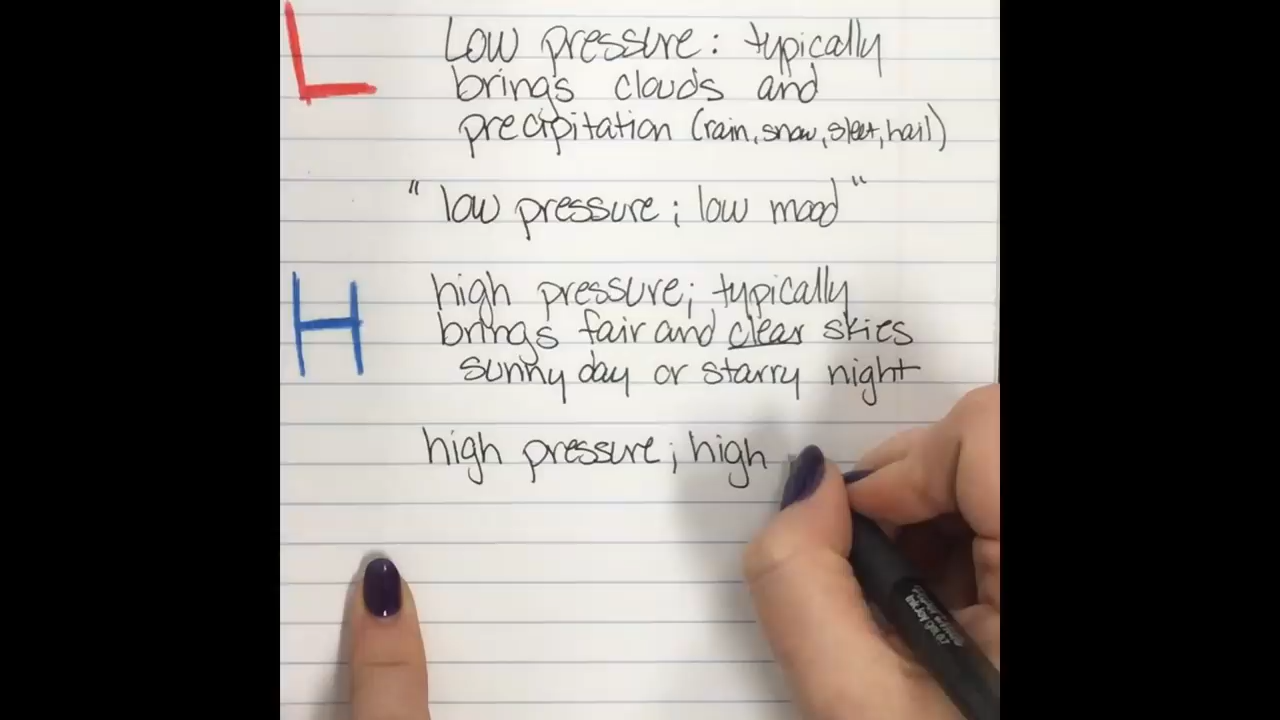 L
Low pressure: typically
brings clouds and
precipitation (rain, snow, sleet, hail)
"low pressure; low mood"
H
high pressure; typically
brings fair and clear skies
sunny day or starry night
high pressure; high